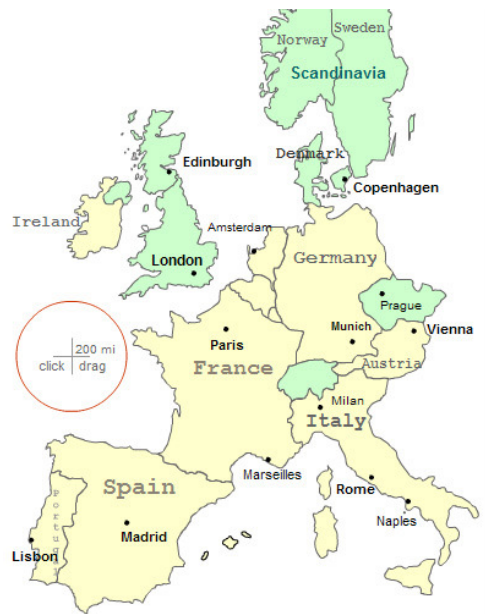 Norway
Sweden
Scandinavia
Denmark
Edinburgh
Copenhagen
Ireland
Amsterdam
London
Germany
Prague
200 mi
click drag
Paris
Munich
Vienna
France
Austria
Milan
Italy
Marseilles
Spain
Rome
Portugal
Naples
Madrid
Lisbon